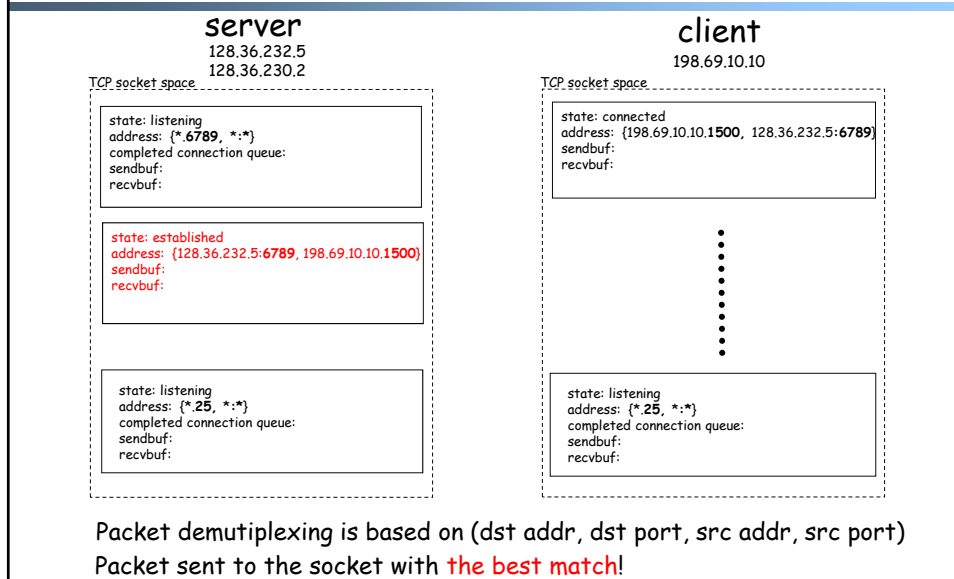 server
128.36.232.5
128.36.230.2
TCP socket space
state: listening
address: {*.6789, *:*}
completed connection queue:
sendbuf:
recvbuf:
state: established
address: {128.36.232.5:6789, 198.69.10.10.1500}
sendbuf:
recvbuf:
state: listening
address: {*.25, *:*}
completed connection queue:
sendbuf:
recvbuf:
client
198.69.10.10
TCP socket space
state: connected
address: {198.69.10.10.1500, 128.36.232.5:6789}
sendbuf:
recvbuf:
state: listening
address: {*.25, *:*}
completed connection queue:
sendbuf:
recvbuf:
Packet demutiplexing is based on (dst addr, dst port, src addr, src port)
Packet sent to the socket with the best match!